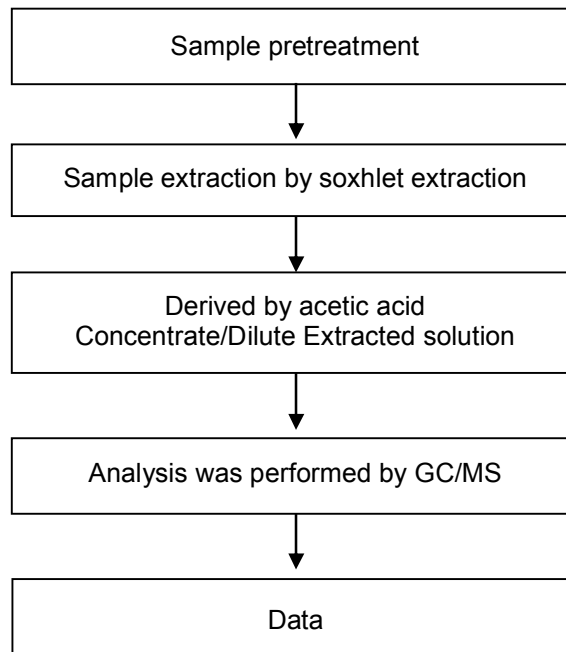 Sample pretreatment
Sample extraction by soxhlet extraction
Derived by acetic acid
Concentrate/Dilute Extracted solution
Analysis was performed by GC/MS
Data